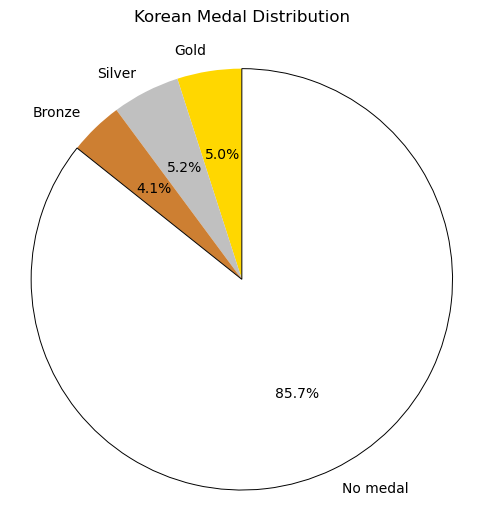 Korean Medal Distribution
Gold
Silver
Bronze
5.0%
5.2%
4.1%
85.7%
No medal